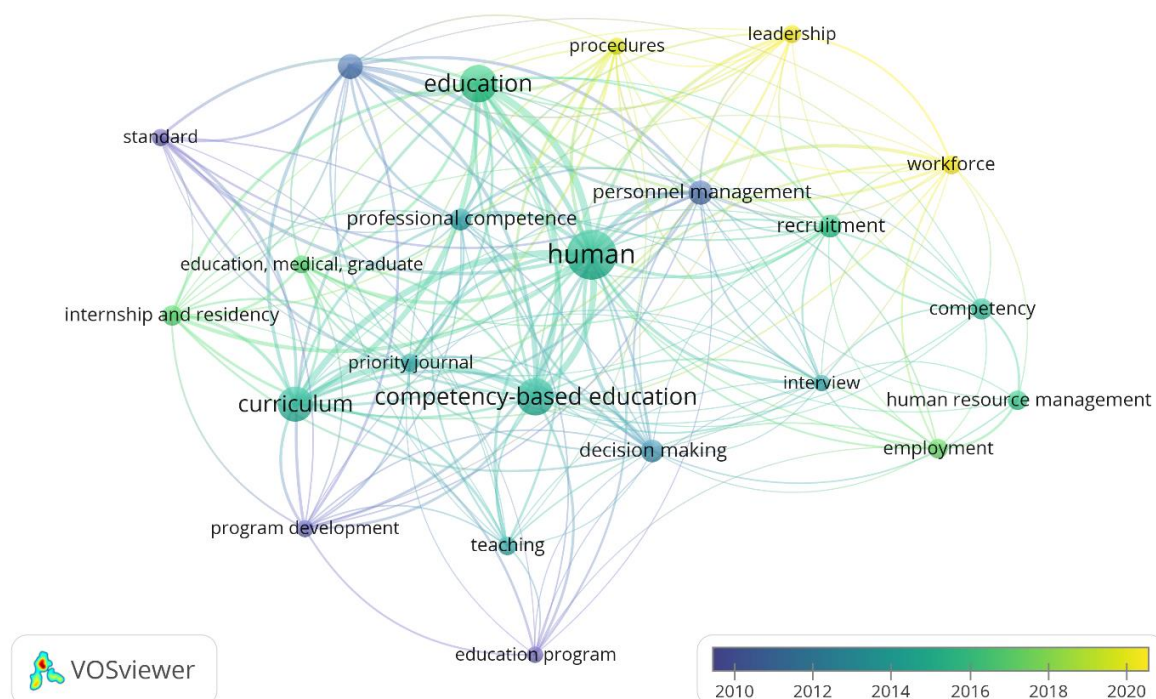 leadership
procedures
education
standard
workforce
personnel management
professional competence
recruitment
human
education, medical, graduate
internship and residency
competency
priority journal
interview
curriculum
competency-based education
human resource management
decision making
employment
program development
teaching
education program
VOSviewer
2010 2012 2014 2016 2018 2020